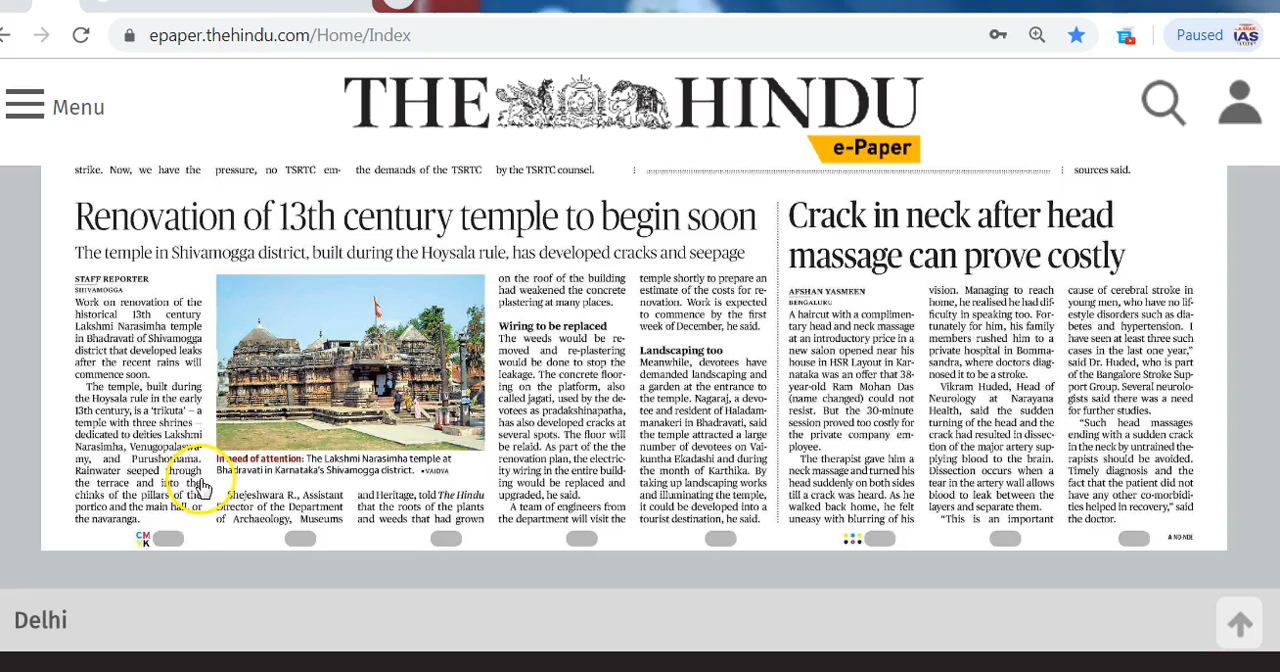 epaper.thehindu.com/Home/Index
Paused
IAS
Menu
THE HINDU
e-Paper
strike. Now, we have the
pressure, no TSRTC em-
the demands of the TSRTC
by the TSRTC counsel.
sources said.
Renovation of 13th century temple to begin soon
The temple in Shivamogga district, built during the Hoysala rule, has developed cracks and seepage
STAFF REPORTER
SHIVAMOGGA
Work on renovation of the
historical 13th century
Lakshmi Narasimha temple
in Bhadravati of Shivamogga
district that developed leaks
after the recent rains will
commence soon.
The temple, built during
the Hoysala rule in the early
13th century, is a 'trikuta' – a
temple with three shrines –
dedicated to deities Lakshmi
Narasimha, Venugopalaswa-
my, and Purushottama.
Rainwater seeped through
the terrace and into the
chinks of the pillars of the
portico and the main hall, or
the navaranga.
In need of attention: The Lakshmi Narasimha temple at
Bhadravati in Karnataka's Shivamogga district. •VAIDYA
Shejeshwara R., Assistant
Director of the Department
of Archaeology, Museums
and Heritage, told The Hindu
that the roots of the plants
and weeds that had grown
on the roof of the building
had weakened the concrete
plastering at many places.
Wiring to be replaced
The weeds would be re-
moved and re-plastering
would be done to stop the
leakage. The concrete floor-
ing on the platform, also
called jagati, used by the de-
votees as pradakshinapatha,
has also developed cracks at
several spots. The floor will
be relaid. As part of the the
renovation plan, the electric-
ity wiring in the entire build-
ing would be replaced and
upgraded, he said.
A team of engineers from
the department will visit the
temple shortly to prepare an
estimate of the costs for re-
novation. Work is expected
to commence by the first
week of December, he said.
Landscaping too
Meanwhile, devotees have
demanded landscaping and
a garden at the entrance to
the temple. Nagaraj, a devo-
tee and resident of Haladam-
manakeri in Bhadravati, said
the temple attracted a large
number of devotees on Vai-
kuntha Ekadashi and during
the month of Karthika. By
taking up landscaping works
and illuminating the temple,
it could be developed into a
tourist destination, he said.
Crack in neck after head
massage can prove costly
AFSHAN YASMEEN
BENGALURU
A haircut with a complimen-
tary head and neck massage
at an introductory price in a
new salon opened near his
house in HSR Layout in Kar-
nataka was an offer that 38-
year-old Ram Mohan Das
(name changed) could not
resist. But the 30-minute
session proved too costly for
the private company em-
ployee.
The therapist gave him a
neck massage and turned his
head suddenly on both sides
till a crack was heard. As he
walked back home, he felt
uneasy with blurring of his
vision. Managing to reach
home, he realised he had dif-
ficulty in speaking too. For-
tunately for him, his family
members rushed him to a
private hospital in Bomma-
sandra, where doctors diag-
nosed it to be a stroke.
Vikram Huded, Head of
Neurology at Narayana
Health, said the sudden
turning of the head and the
crack had resulted in dissec-
tion of the major artery sup-
plying blood to the brain.
Dissection occurs when a
tear in the artery wall allows
blood to leak between the
layers and separate them.
"This is an important
cause of cerebral stroke in
young men, who have no lif-
estyle disorders such as dia-
betes and hypertension. I
have seen at least three such
cases in the last one year,"
said Dr. Huded, who is part
of the Bangalore Stroke Sup-
port Group. Several neurolo-
gists said there was a need
for further studies.
"Such head massages
ending with a sudden crack
in the neck by untrained the-
rapists should be avoided.
Timely diagnosis and the
fact that the patient did not
have any other co-morbidi-
ties helped in recovery," said
the doctor.
CM
YK
A ND-NDE
Delhi